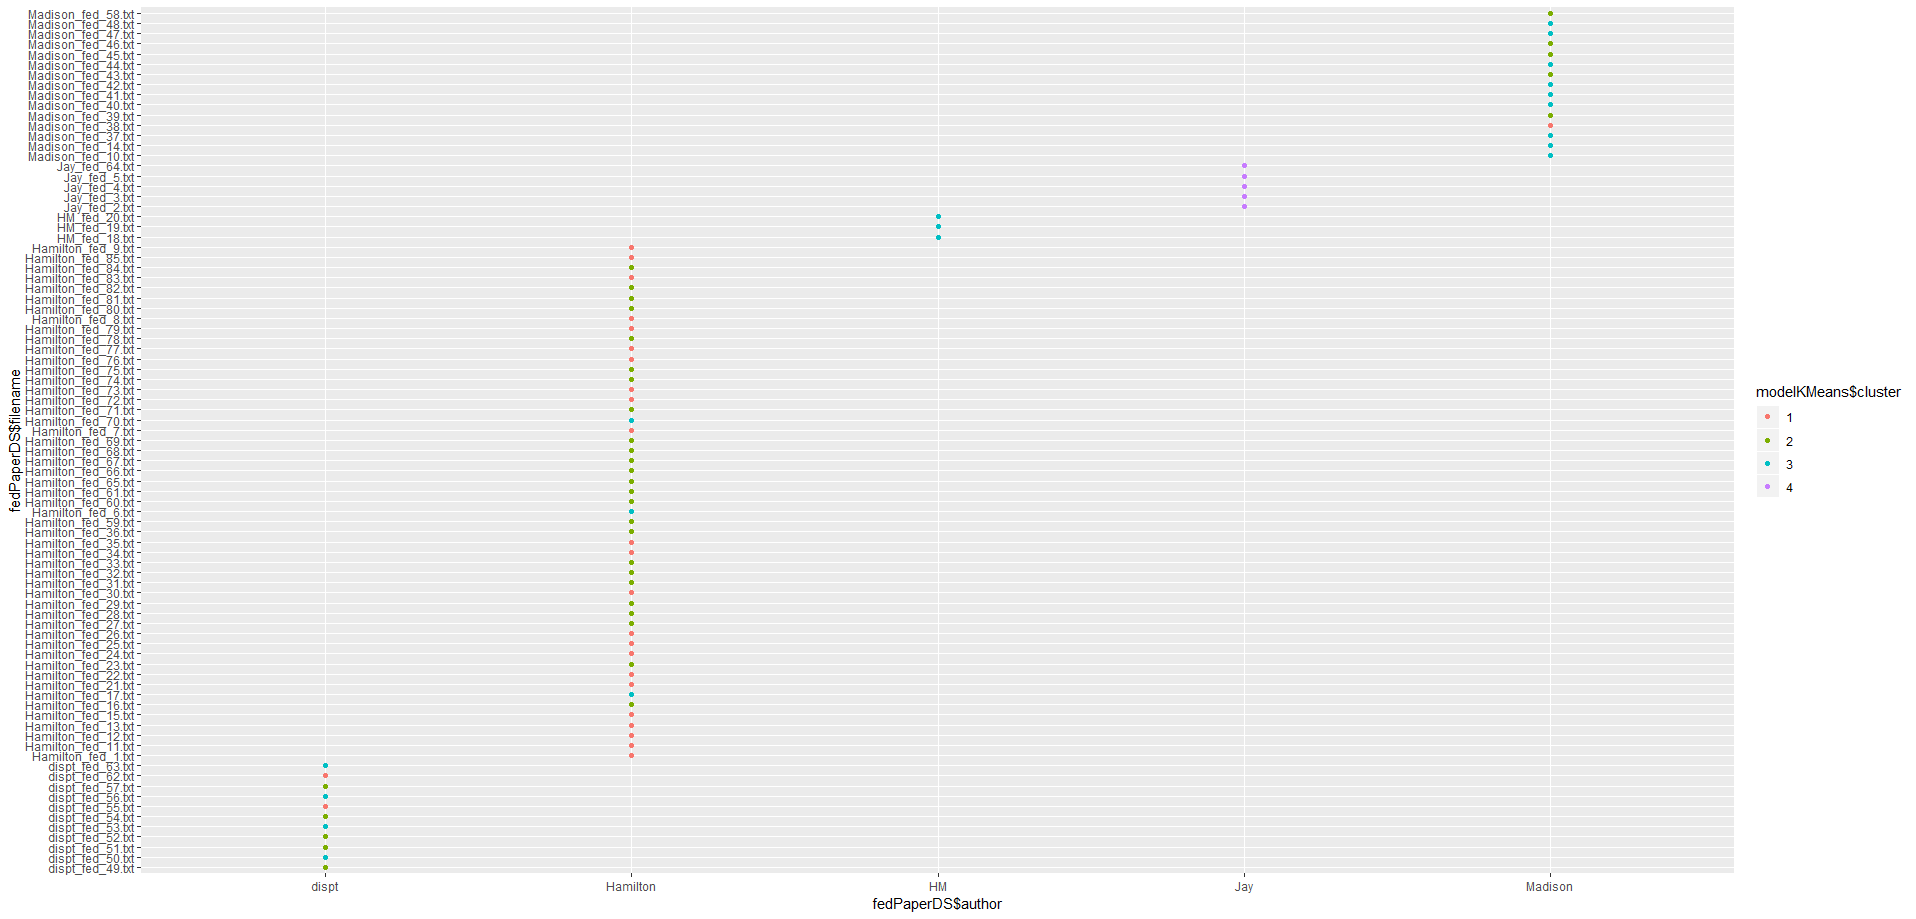 Madison_fed_58.txt
Madison_fed_48.txt
Madison_fed_47.txt
Madison_fed_46.txt
Madison_fed_45.txt
Madison_fed_44.txt
Madison_fed_43.txt
Madison_fed_42.txt
Madison_fed_41.txt
Madison_fed_40.txt
Madison_fed_39.txt
Madison_fed_38.txt
Madison_fed_37.txt
Madison_fed_14.txt
Madison_fed_10.txt
Jay_fed_64.txt
Jay_fed_5.txt
Jay_fed_4.txt
Jay_fed_3.txt
Jay_fed_2.txt
HM_fed_20.txt
HM_fed_19.txt
HM_fed_18.txt
Hamilton_fed_9.txt
Hamilton_fed_85.txt
Hamilton_fed_84.txt
Hamilton_fed_83.txt
Hamilton_fed_82.txt
Hamilton_fed_81.txt
Hamilton_fed_80.txt
Hamilton_fed_8.txt
Hamilton_fed_79.txt
Hamilton_fed_78.txt
Hamilton_fed_77.txt
Hamilton_fed_76.txt
Hamilton_fed_75.txt
Hamilton_fed_74.txt
Hamilton_fed_73.txt
Hamilton_fed_72.txt
Hamilton_fed_71.txt
Hamilton_fed_70.txt
Hamilton_fed_7.txt
Hamilton_fed_69.txt
Hamilton_fed_68.txt
Hamilton_fed_67.txt
Hamilton_fed_66.txt
Hamilton_fed_65.txt
Hamilton_fed_61.txt
Hamilton_fed_60.txt
Hamilton_fed_6.txt
Hamilton_fed_59.txt
Hamilton_fed_36.txt
Hamilton_fed_35.txt
Hamilton_fed_34.txt
Hamilton_fed_33.txt
Hamilton_fed_32.txt
Hamilton_fed_31.txt
Hamilton_fed_30.txt
Hamilton_fed_29.txt
Hamilton_fed_28.txt
Hamilton_fed_27.txt
Hamilton_fed_26.txt
Hamilton_fed_25.txt
Hamilton_fed_24.txt
Hamilton_fed_23.txt
Hamilton_fed_22.txt
Hamilton_fed_21.txt
Hamilton_fed_17.txt
Hamilton_fed_16.txt
Hamilton_fed_15.txt
Hamilton_fed_13.txt
Hamilton_fed_12.txt
Hamilton_fed_11.txt
Hamilton_fed_1.txt
dispt_fed_63.txt
dispt_fed_62.txt
dispt_fed_57.txt
dispt_fed_56.txt
dispt_fed_55.txt
dispt_fed_54.txt
dispt_fed_53.txt
dispt_fed_52.txt
dispt_fed_51.txt
dispt_fed_50.txt
dispt_fed_49.txt
fedPaperDS$filename
dispt Hamilton HM Jay Madison
fedPaperDS$author
modelKMeans$cluster
1
2
3
4